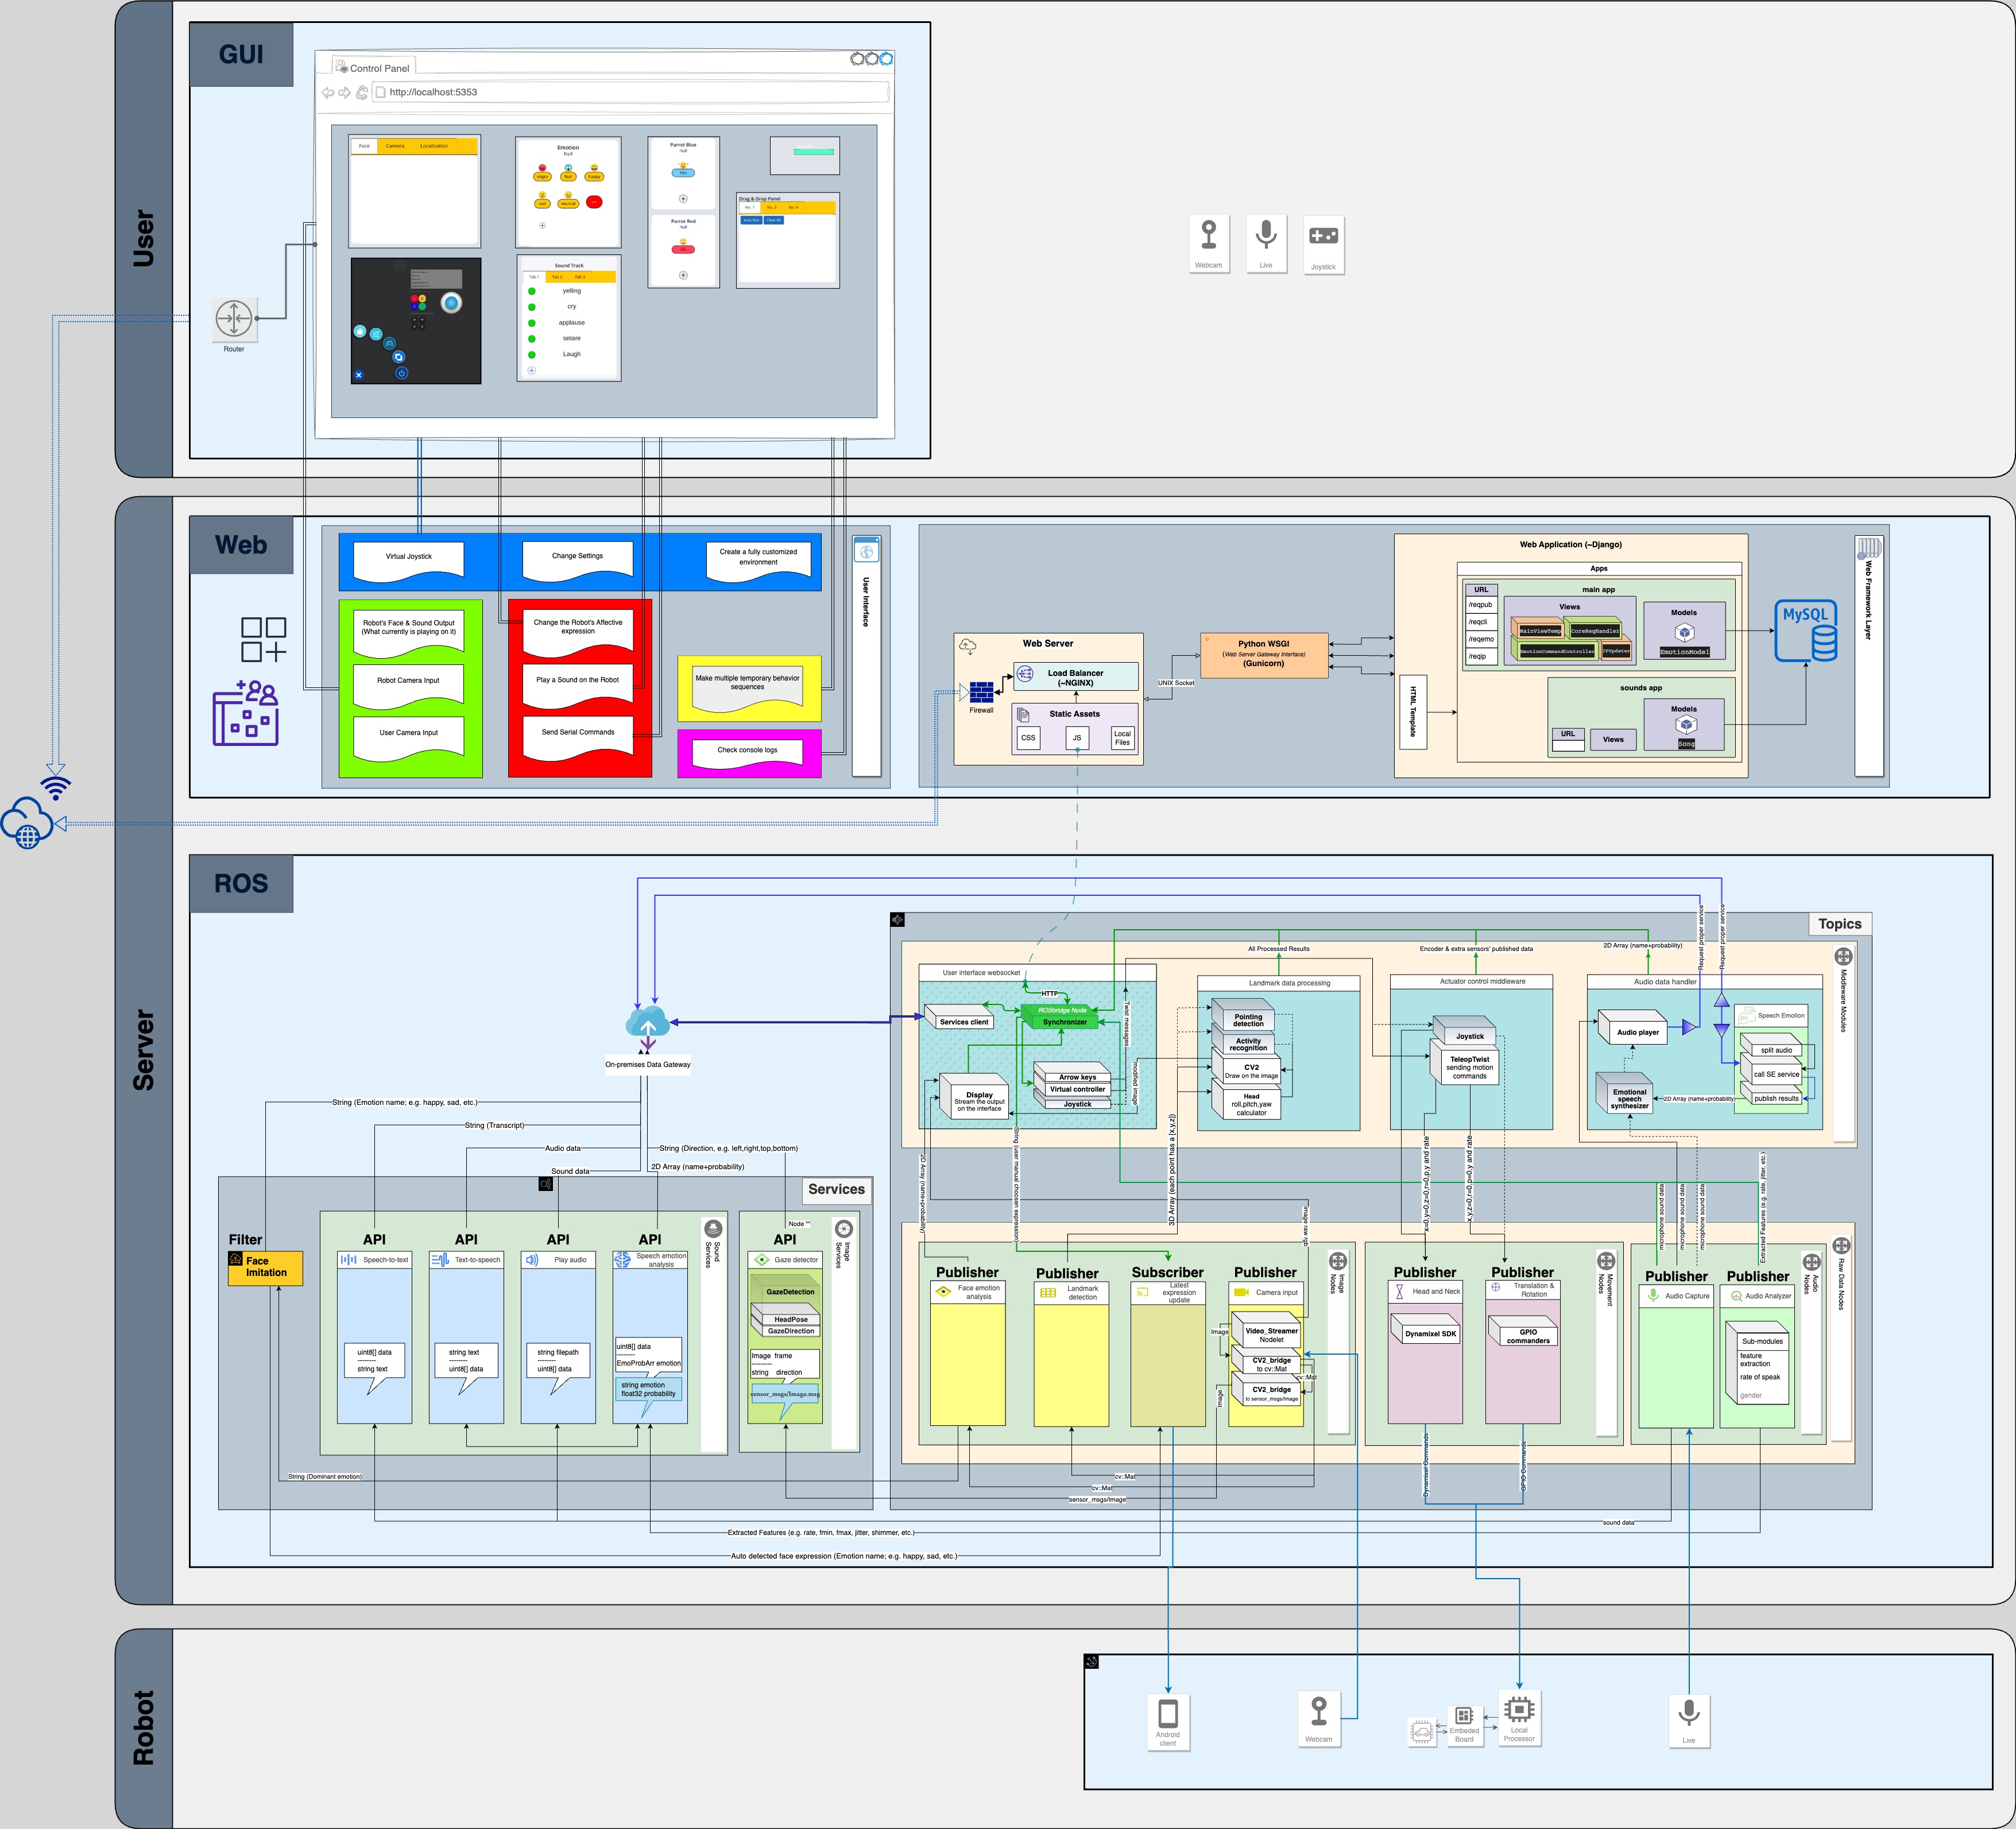 User
GUI
Control Panel
http://localhost:5353
Face
Camera
Localization
Emotion
Null
angry
fear
happy
sad
neutral
Parrot Blue
Null
Parrot Red
Null
Drag & Drop Panel
No. 1
Sound Track
Tab 1
Tab 2
Tab 3
yelling
cry
applause
setare
Laugh
Router
Webcam
Live
Joystick
Server
Web
Virtual Joystick
Change Settings
Create a fully customized
environment
Robot's Face & Sound Output
(What currently is playing on it)
Robot Camera Input
User Camera Input
Change the Robot's Affective
expression
Play a Sound on the Robot
Send Serial Commands
Make multiple temporary behavior
sequences
Check console logs
User Interface
Web Server
Firewall
Load Balancer
(~NGINX)
Static Assets
CSS
JS
Local
Files
UNIX Socket
Python WSGI
(Web Server Gateway Interface)
(Gunicorn)
Web Application (~Django)
HTML Template
Apps
main app
URL
/reqpub
/reqcli
/reqemo
/reqip
Views
MainViewTemp
CoreReqHandler
EmotionCommandController
IPUpdater
Models
EmotionModel
sounds app
URL
Views
Models
Song
MySQL
Web Framework Layer
ROS
Topics
On-premises Data Gateway
String (Emotion name; e.g. happy, sad, etc.)
String (Transcript)
Audio data
Sound data
String (Direction, e.g. left,right,top,bottom)
2D Array (name+probability)
Request proper service
Request proper service
All Processed Results
Encoder & extra sensors' published data
2D Array (name+probability)
Middleware Modules
User interface websocket
HTTP
Services client
ROSbridge Node
Synchronizer
Display
Stream the output
on the interface
Arrow keys
Virtual controller
Joystick
Twist messages
modified image
Landmark data processing
Pointing
detection
Activity
recognition
CV2
Draw on the image
Head
roll,pitch,yaw
calculator
Actuator control middleware
Joystick
TeleopTwist
sending motion
commands
Audio data handler
Audio player
Emotional
speech
synthesizer
Speech Emotion
split audio
call SE service
publish results
2D Array (name+probability)
2D Array (name+probability)
String (user manual choosen expression)
3D Array (each point has a [x,y,z])
image raw rgb
x=0,y=0,z=0,r=0,p,y and rate
x,y,z=0,r=0,p=0,y and rate
microphone sound data
microphone sound data
microphone sound data
Extracted Features (e.g. rate, jitter, etc.)
Services
Filter
Face
Imitation
API
Speech-to-text
uint8[] data
--------
string text
API
Text-to-speech
string text
--------
uint8[] data
API
Play audio
string filepath
--------
uint8[] data
API
Speech emotion
analysis
uint8[] data
--------
EmoProbArr emotion
string emotion
float32 probability
Sound
Services
Node ""
API
Gaze detector
GazeDetection
HeadPose
GazeDirection
Image frame
---------
string direction
sensor_msgs/Image.msg
Image
Services
Publisher
Face emotion
analysis
Publisher
Landmark
detection
Subscriber
Latest
expression
update
Publisher
Camera input
Video_Streamer
Nodelet
CV2_bridge
to cv::Mat
CV2_bridge
to sensor_msgs/Image
Image
Image
cv::Mat
Image
Nodes
Publisher
Head and Neck
Dynamixel SDK
Publisher
Translation &
Rotation
GPIO
commanders
Movement
Nodes
Publisher
Audio Capture
Publisher
Audio Analyzer
Sub-modules
feature
extraction
rate of speak
gender
Audio
Nodes
Raw Data Nodes
Dynamixel Commands
GPIO Commands
String (Dominant emotion)
cv::Mat
cv::Mat
sensor_msgs/Image
sound data
Extracted Features (e.g. rate, fmin, fmax, jitter, shimmer, etc.)
Auto detected face expression (Emotion name; e.g. happy, sad, etc.)
Robot
Android
client
Webcam
Embeded
Board
Local
Processor
Live